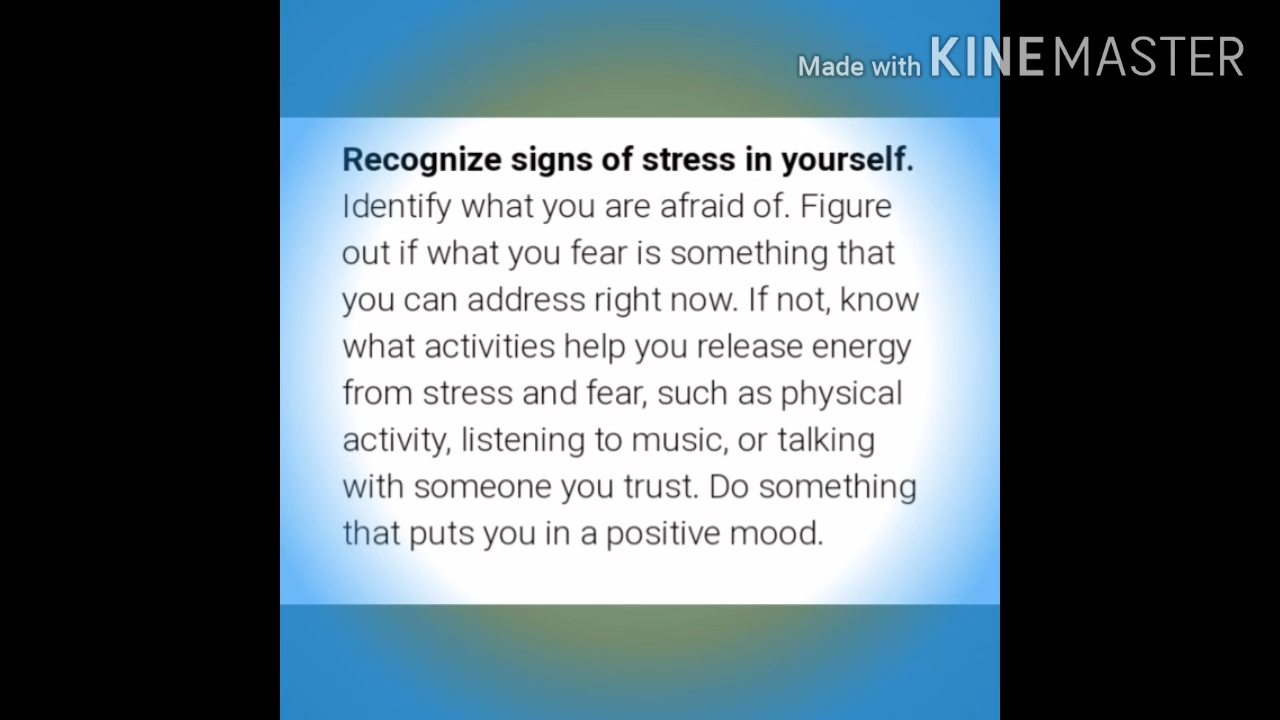 Made with KINEMASTER
Recognize signs of stress in yourself.
Identify what you are afraid of. Figure
out if what you fear is something that
you can address right now. If not, know
what activities help you release energy
from stress and fear, such as physical
activity, listening to music, or talking
with someone you trust. Do something
that puts you in a positive mood.